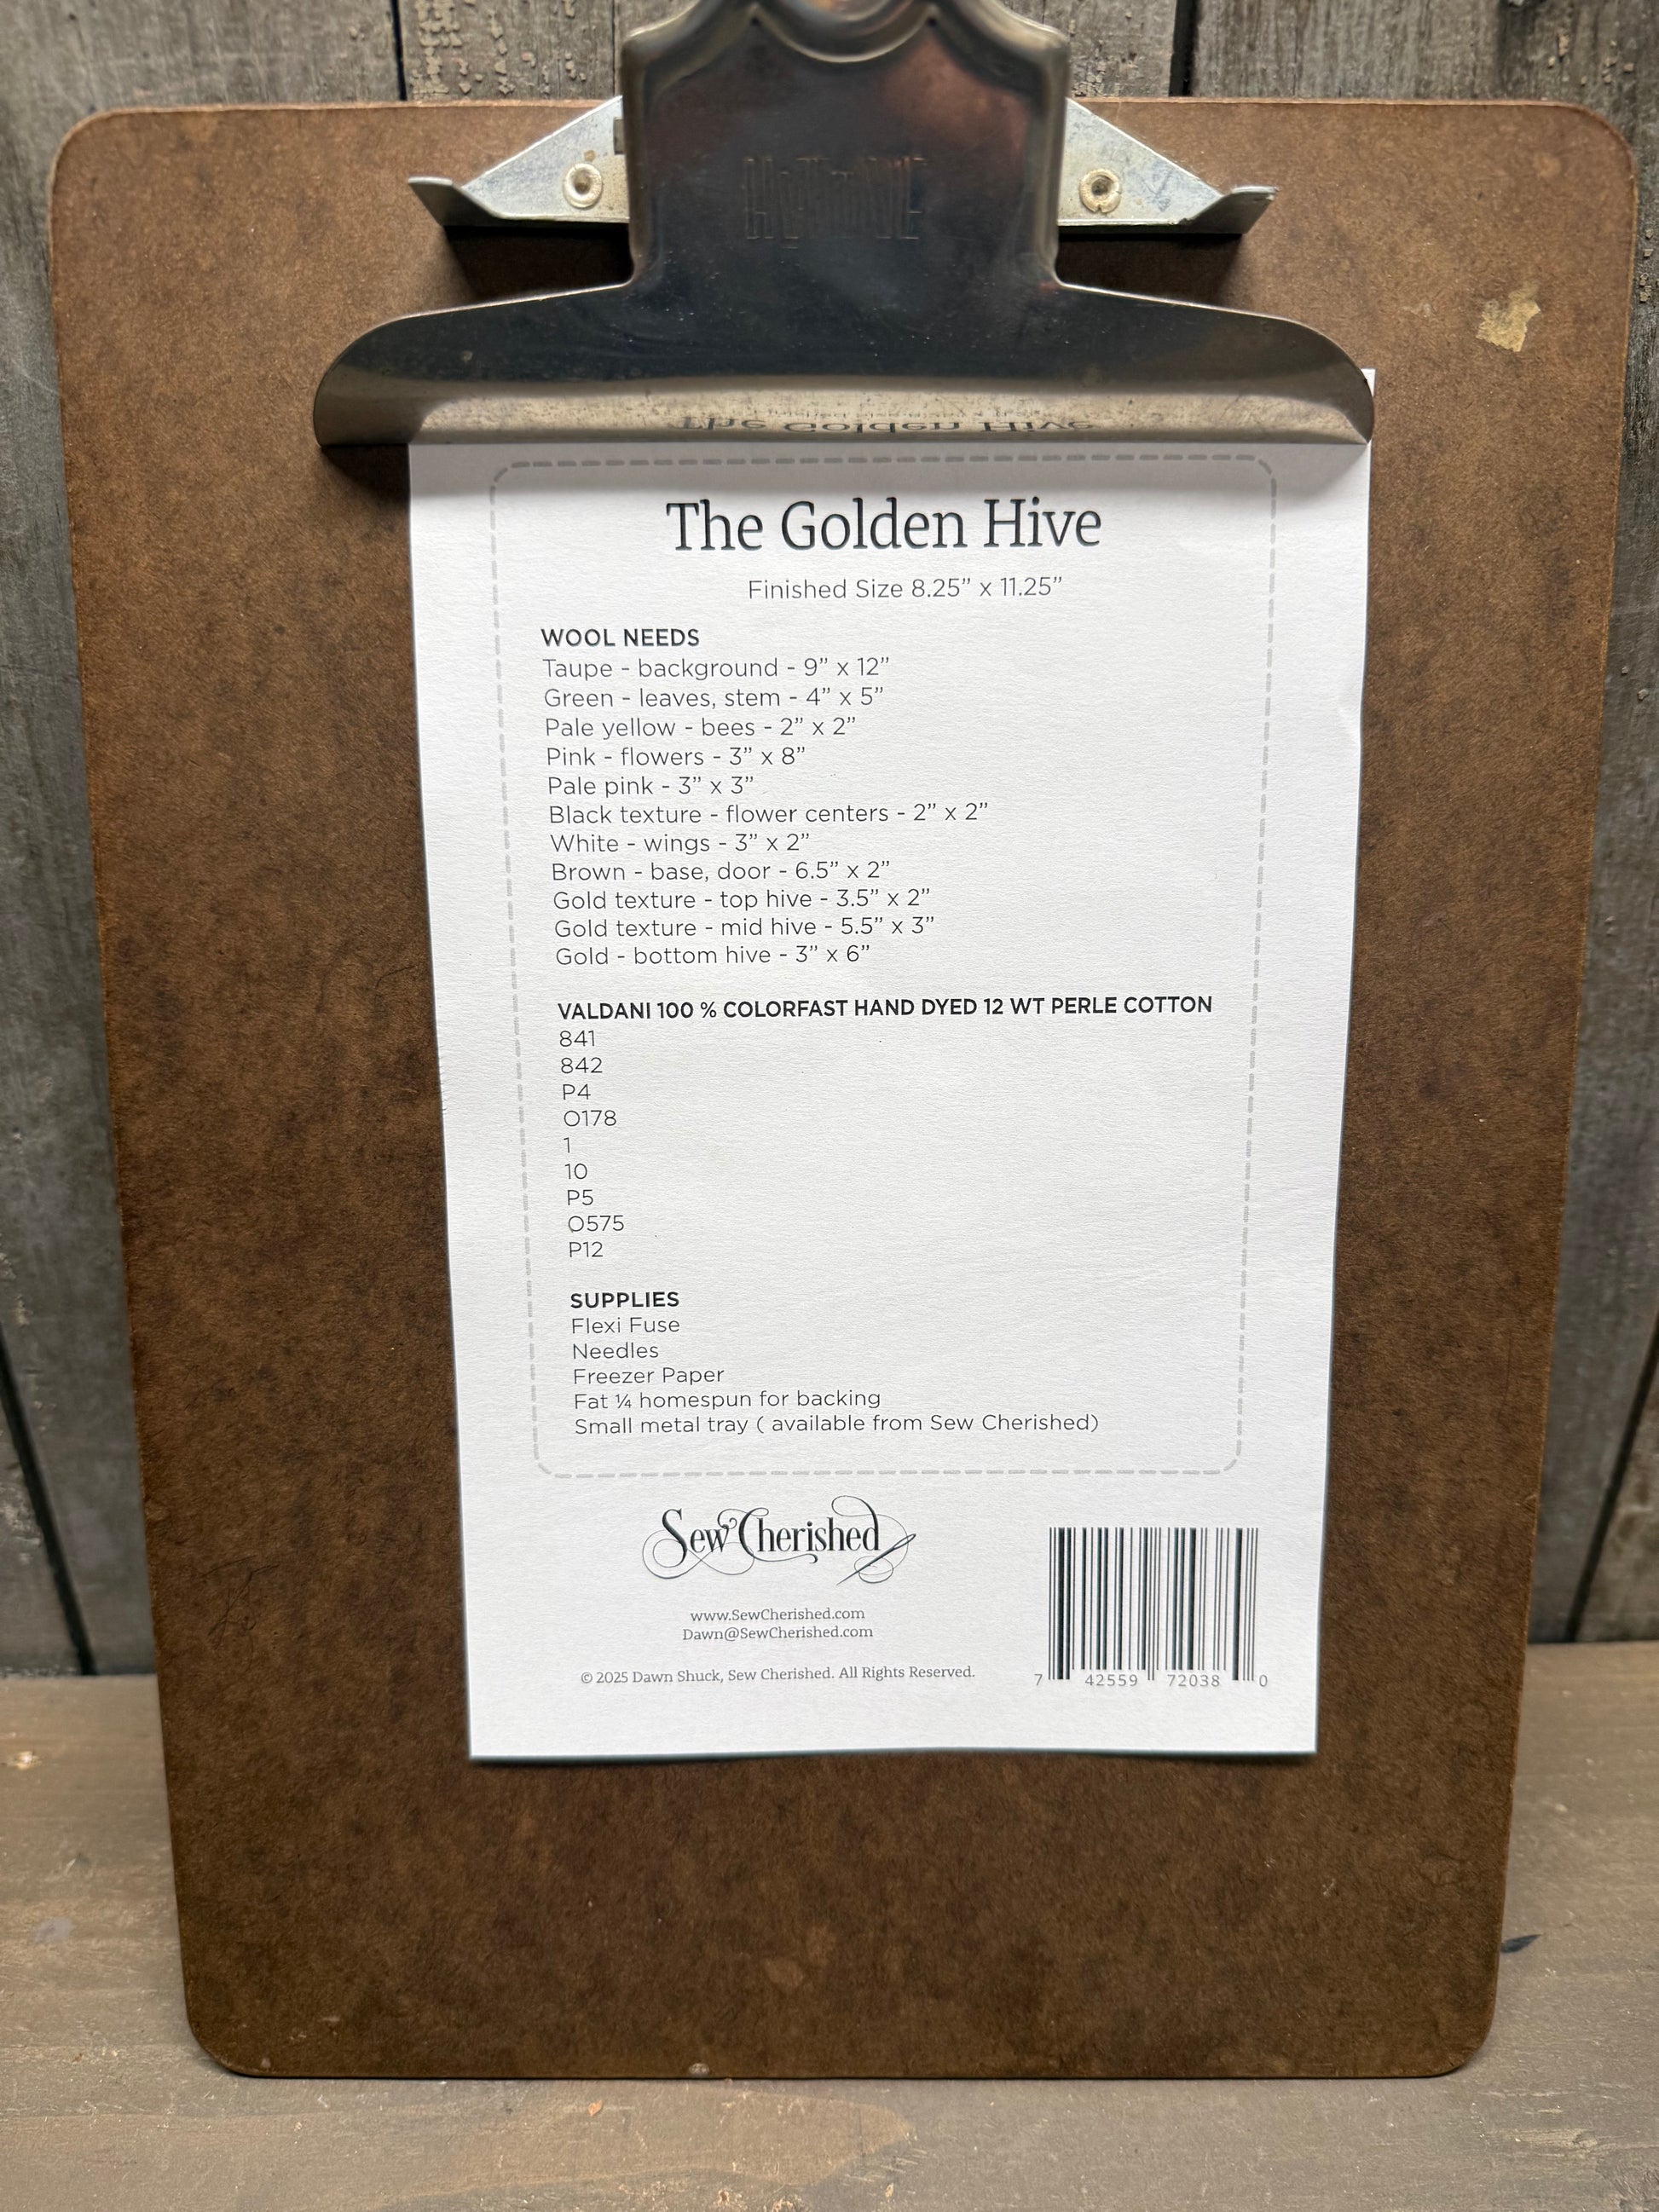 The Golden Hive
Finished Size 8.25” x 11.25”
WOOL NEEDS
Taupe - background - 9” x 12”
Green - leaves, stem - 4” x 5”
Pale yellow - bees - 2” x 2”
Pink - flowers - 3” x 8”
Pale pink - 3” x 3”
Black texture - flower centers - 2” x 2”
White - wings - 3” x 2”
Brown - base, door - 6.5” x 2”
Gold texture - top hive - 3.5” x 2”
Gold texture - mid hive - 5.5” x 3”
Gold - bottom hive - 3” x 6”
VALDANI 100 % COLORFAST HAND DYED 12 WT PERLE COTTON
841
842
P4
O178
1
10
P5
O575
P12
SUPPLIES
Flexi Fuse
Needles
Freezer Paper
Fat ¼ homespun for backing
Small metal tray ( available from Sew Cherished)
Sew Cherished
www.SewCherished.com
Dawn@SewCherished.com
© 2025 Dawn Shuck, Sew Cherished. All Rights Reserved.
7 42559 72038 0